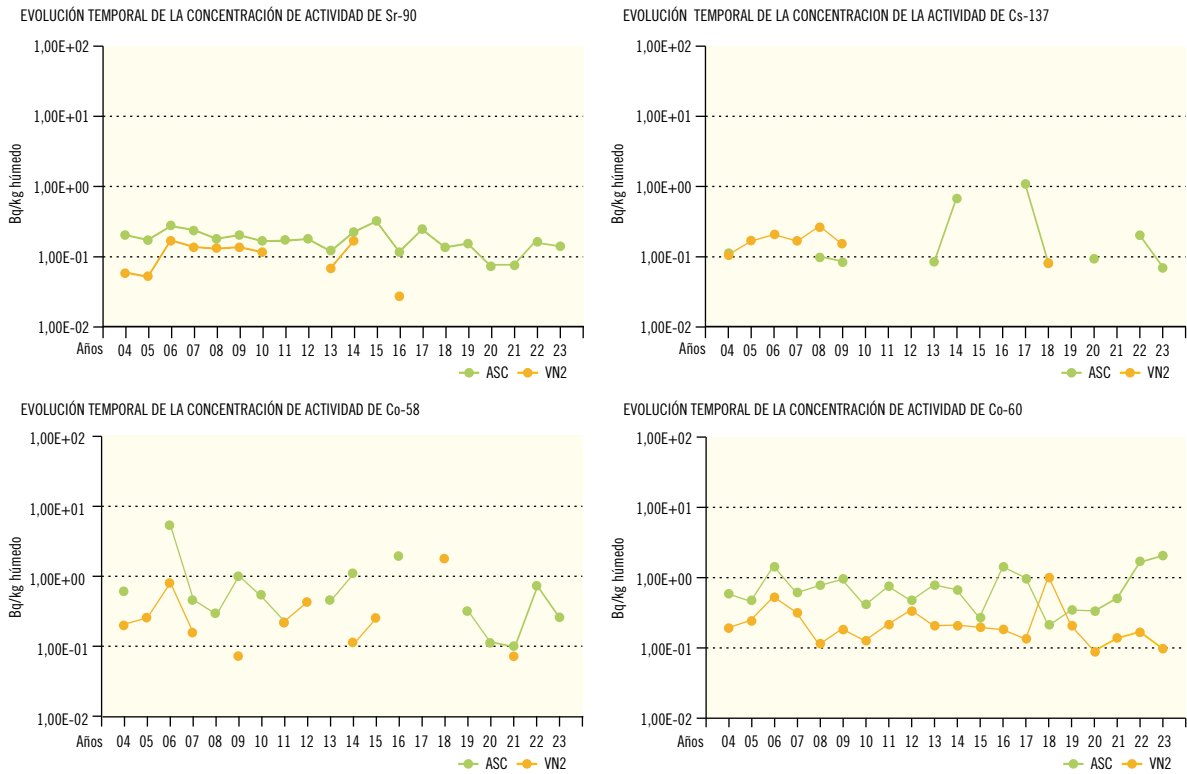 EVOLUCIÓN TEMPORAL DE LA CONCENTRACIÓN DE ACTIVIDAD DE Sr-90
Bq/kg húmedo
1,00E+02
1,00E+01
1,00E+00
1,00E-01
1,00E-02
Años 04 05 06 07 08 09 10 11 12 13 14 15 16 17 18 19 20 21 22 23
ASC VN2
EVOLUCIÓN TEMPORAL DE LA CONCENTRACION DE LA ACTIVIDAD DE Cs-137
Bq/kg húmedo
1,00E+02
1,00E+01
1,00E+00
1,00E-01
1,00E-02
Años 04 05 06 07 08 09 10 11 12 13 14 15 16 17 18 19 20 21 22 23
ASC VN2
EVOLUCIÓN TEMPORAL DE LA CONCENTRACIÓN DE ACTIVIDAD DE Co-58
Bq/kg húmedo
1,00E+02
1,00E+01
1,00E+00
1,00E-01
1,00E-02
Años 04 05 06 07 08 09 10 11 12 13 14 15 16 17 18 19 20 21 22 23
ASC VN2
EVOLUCIÓN TEMPORAL DE LA CONCENTRACIÓN DE ACTIVIDAD DE Co-60
Bq/kg húmedo
1,00E+02
1,00E+01
1,00E+00
1,00E-01
1,00E-02
Años 04 05 06 07 08 09 10 11 12 13 14 15 16 17 18 19 20 21 22 23
ASC VN2